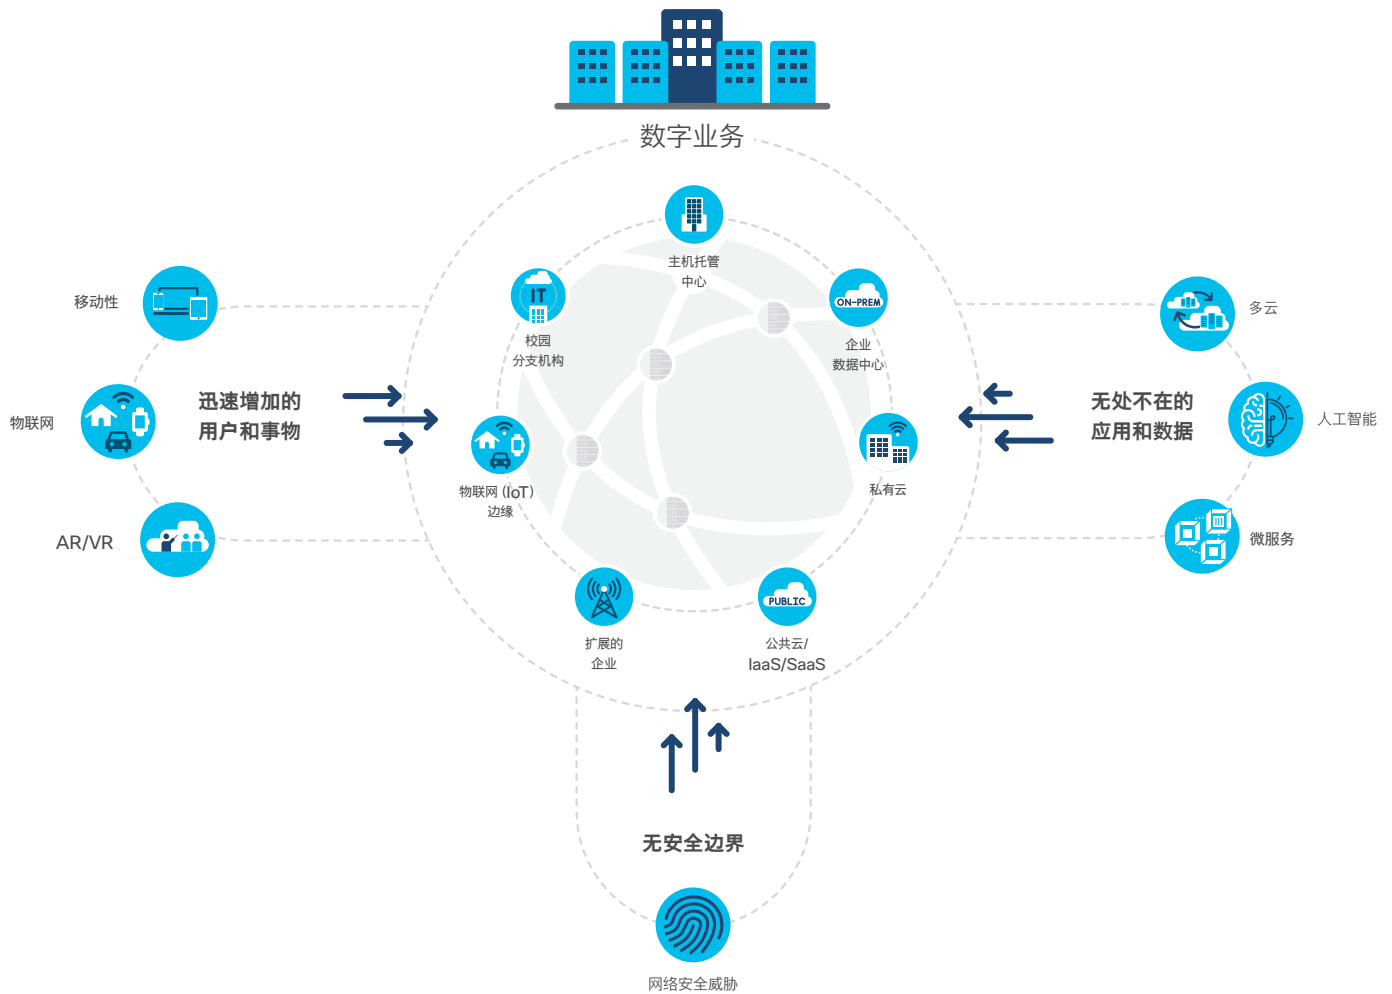 数字业务
主机托管
中心
IT
校园
分支机构
ON-PREM
企业
数据中心
移动性
物联网
AR/VR
迅速增加的
用户和事物
物联网 (IoT)
边缘
私有云
无处不在的
应用和数据
多云
人工智能
微服务
扩展的
企业
PUBLIC
公共云/
IaaS/SaaS
无安全边界
网络安全威胁